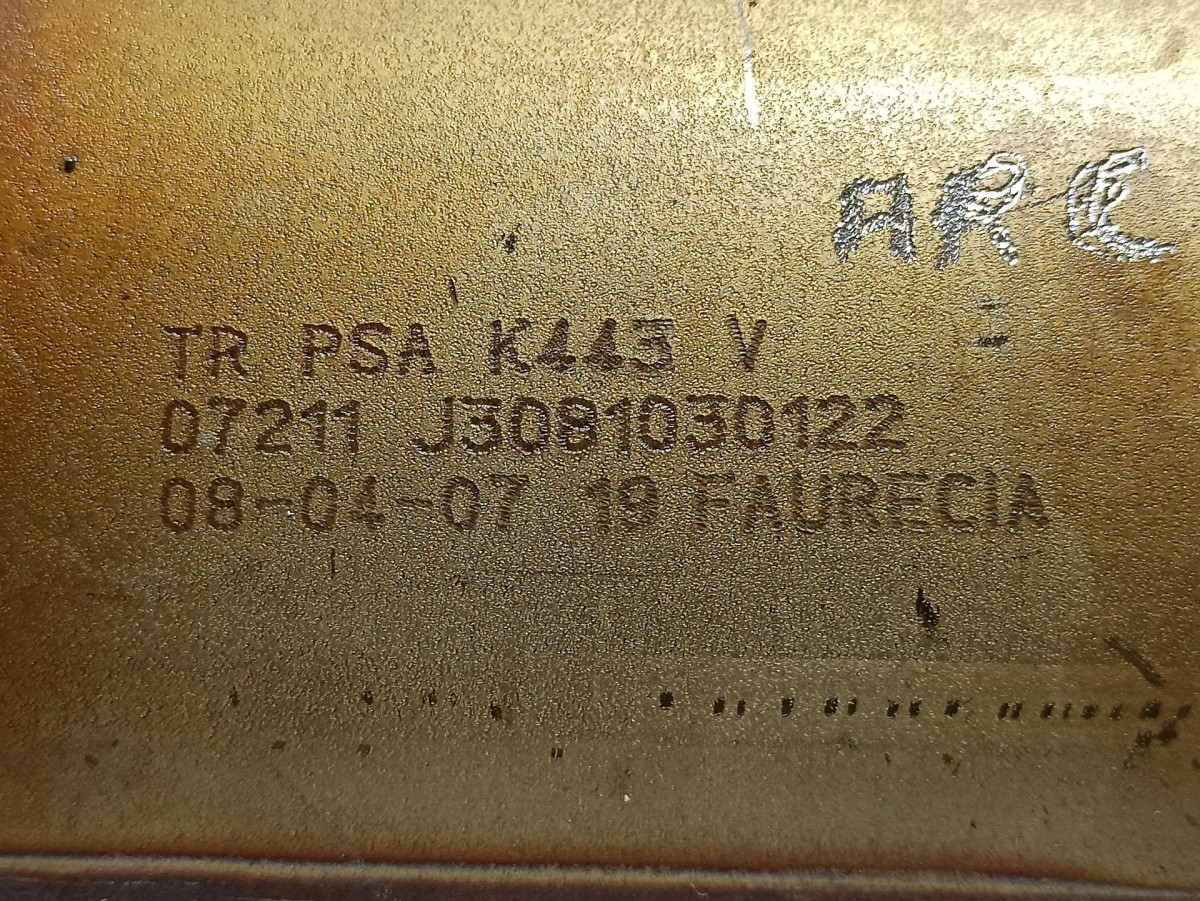 ARC
TR PSA K443 V
07211 J3081030122
08-04-07 19 FAURECIA